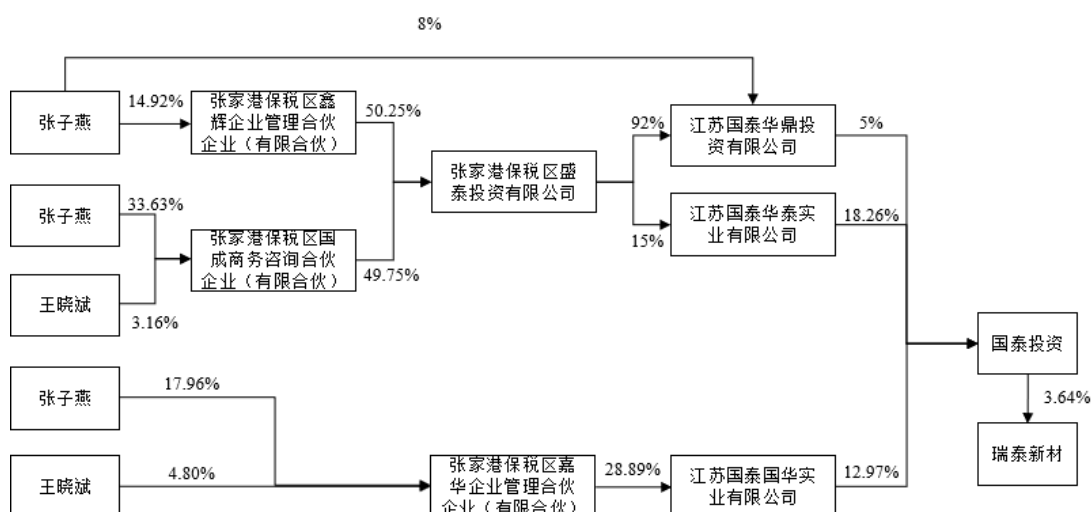 8%
张子燕
14.92%
张家港保税区鑫
辉企业管理合伙
企业（有限合伙）
50.25%
张子燕
33.63%
张家港保税区国
成商务咨询合伙
企业（有限合伙）
49.75%
王晓斌
3.16%
张家港保税区盛
泰投资有限公司
92%
江苏国泰华鼎投
资有限公司
5%
15%
江苏国泰华泰实
业有限公司
18.26%
张子燕
17.96%
王晓斌
4.80%
张家港保税区嘉
华企业管理合伙
企业（有限合伙）
28.89%
江苏国泰国华实
业有限公司
12.97%
国泰投资
3.64%
瑞泰新材